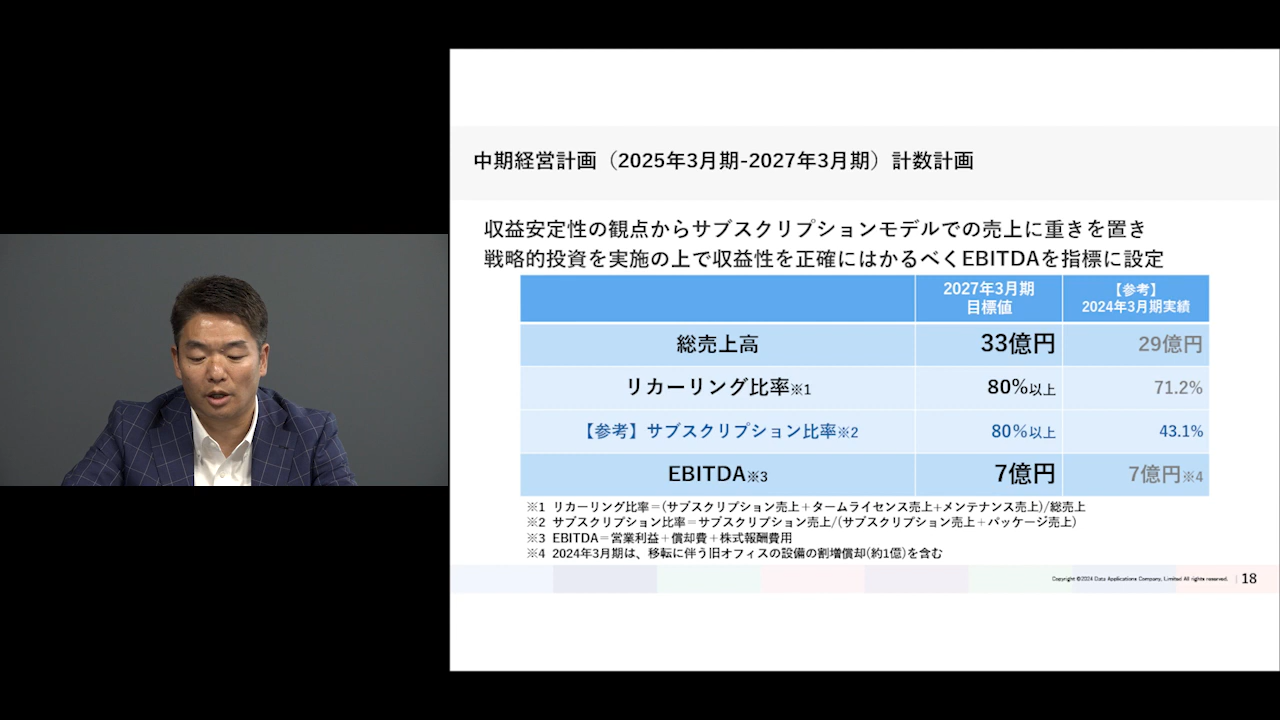 中期経営計画（2025年3月期-2027年3月期）計数計画
収益安定性の観点からサブスクリプションモデルでの売上に重きを置き
戦略的投資を実施の上で収益性を正確にはかるべくEBITDAを指標に設定
2027年3月期
目標値
【参考】
2024年3月期実績
総売上高 33億円 29億円
リカーリング比率※1 80%以上 71.2%
【参考】サブスクリプション比率※2 80%以上 43.1%
EBITDA※3 7億円 7億円※4
※1 リカーリング比率＝(サブスクリプション売上＋タームライセンス売上+メンテナンス売上)/総売上
※2 サブスクリプション比率＝サブスクリプション売上/(サブスクリプション売上＋パッケージ売上)
※3 EBITDA＝営業利益＋償却費＋株式報酬費用
※4 2024年3月期は、移転に伴う旧オフィスの設備の割増償却(約1億)を含む
Copyright ©2024 Data Applications Company, Limited All rights reserved. | 18